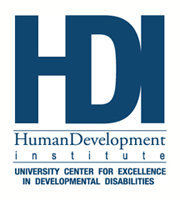 HDI
HumanDevelopment
institute
UNIVERSITY CENTER FOR EXCELLENCE
IN DEVELOPMENTAL DISABILITIES